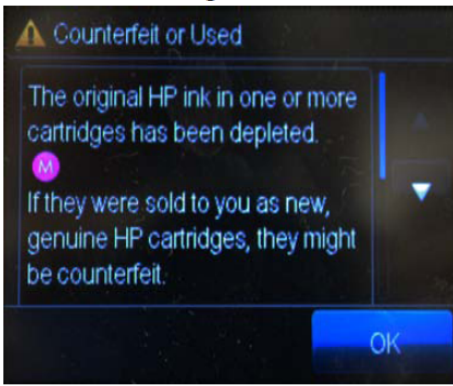 Counterfeit or Used
The original HP ink in one or more
cartridges has been depleted.
M
If they were sold to you as new,
genuine HP cartridges, they might
be counterfeit.
OK